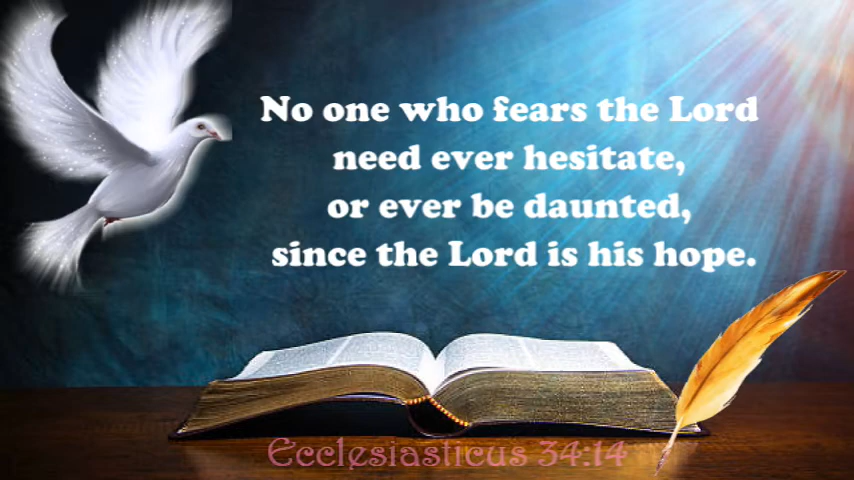 No one who fears the Lord
need ever hesitate,
or ever be daunted,
since the Lord is his hope.
Ecclesiasticus 34:14